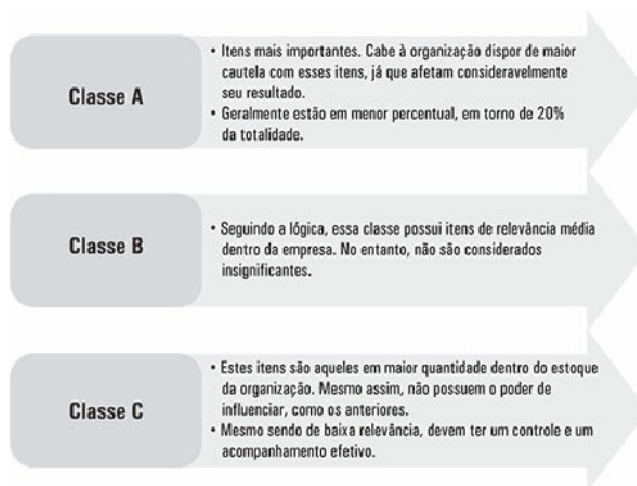 Classe A
• Itens mais importantes. Cabe à organização dispor de maior
cautela com esses itens, já que afetam consideravelmente
seu resultado.
• Geralmente estão em menor percentual, em torno de 20%
da totalidade.
Classe B
• Seguindo a lógica, essa classe possui itens de relevância média
dentro da empresa. No entanto, não são considerados
insignificantes.
Classe C
• Estes itens são aqueles em maior quantidade dentro do estoque
da organização. Mesmo assim, não possuem o poder de
influenciar, como os anteriores.
• Mesmo sendo de baixa relevância, devem ter um controle e um
acompanhamento efetivo.